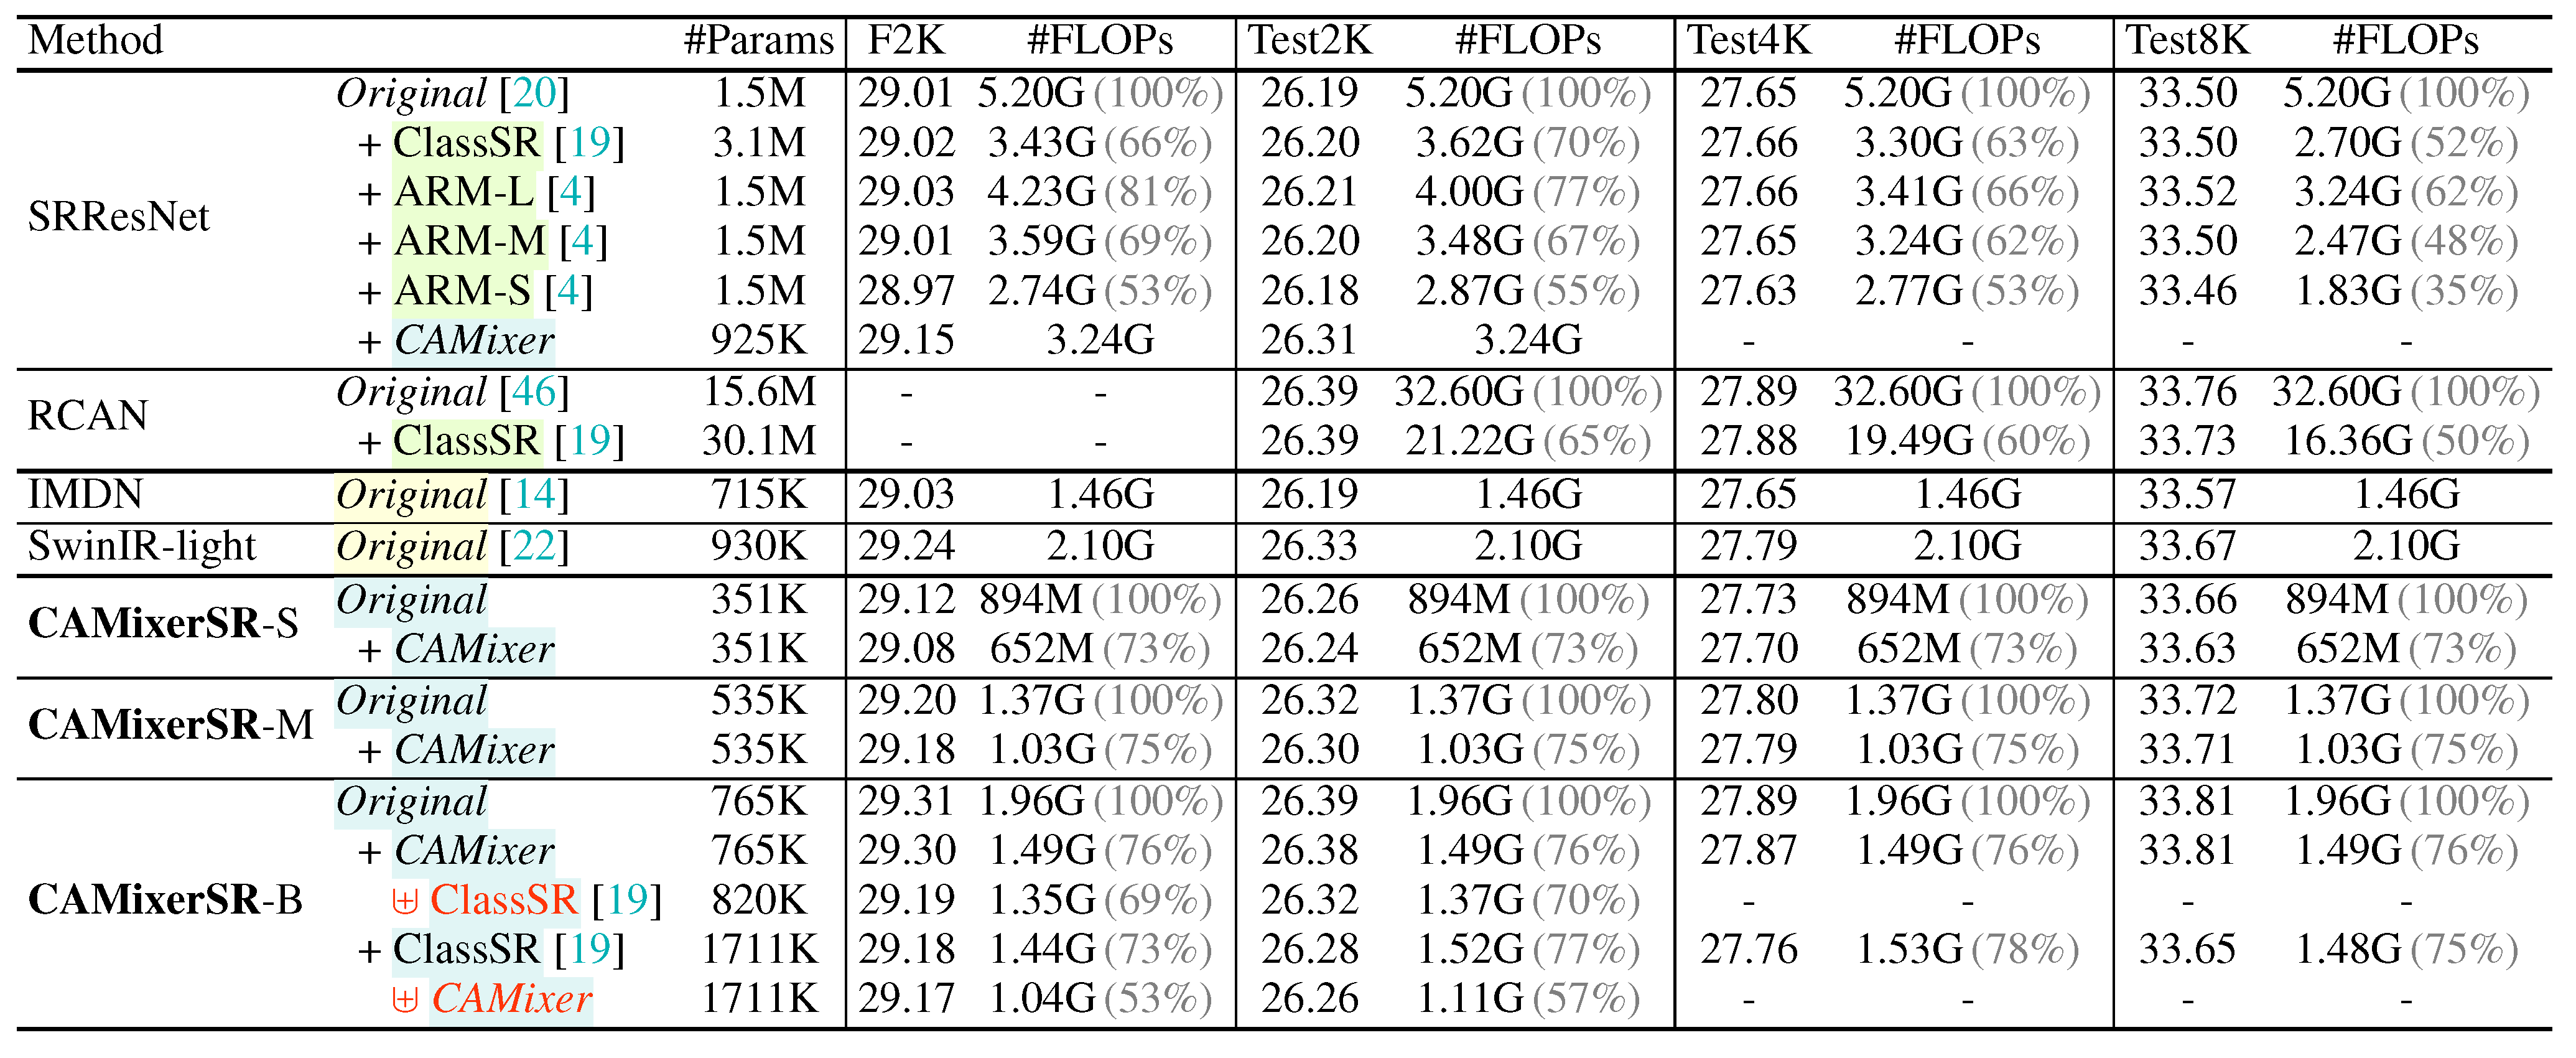 Method #Params F2K #FLOPs Test2K #FLOPs Test4K #FLOPs Test8K #FLOPs
Original [20] 1.5M 29.01 5.20G (100%) 26.19 5.20G (100%) 27.65 5.20G (100%) 33.50 5.20G (100%)
+ ClassSR [19] 3.1M 29.02 3.43G (66%) 26.20 3.62G (70%) 27.66 3.30G (63%) 33.50 2.70G (52%)
+ ARM-L [4] 1.5M 29.03 4.23G (81%) 26.21 4.00G (77%) 27.66 3.41G (66%) 33.52 3.24G (62%)
SRResNet
+ ARM-M [4] 1.5M 29.01 3.59G (69%) 26.20 3.48G (67%) 27.65 3.24G (62%) 33.50 2.47G (48%)
+ ARM-S [4] 1.5M 28.97 2.74G (53%) 26.18 2.87G (55%) 27.63 2.77G (53%) 33.46 1.83G (35%)
+ CAMixer 925K 29.15 3.24G 26.31 3.24G - - - -
Original [46] 15.6M - - 26.39 32.60G (100%) 27.89 32.60G (100%) 33.76 32.60G (100%)
RCAN
+ ClassSR [19] 30.1M - - 26.39 21.22G (65%) 27.88 19.49G (60%) 33.73 16.36G (50%)
IMDN Original [14] 715K 29.03 1.46G 26.19 1.46G 27.65 1.46G 33.57 1.46G
SwinIR-light Original [22] 930K 29.24 2.10G 26.33 2.10G 27.79 2.10G 33.67 2.10G
Original 351K 29.12 894M (100%) 26.26 894M (100%) 27.73 894M (100%) 33.66 894M (100%)
CAMixerSR-S
+ CAMixer 351K 29.08 652M (73%) 26.24 652M (73%) 27.70 652M (73%) 33.63 652M (73%)
Original 535K 29.20 1.37G (100%) 26.32 1.37G (100%) 27.80 1.37G (100%) 33.72 1.37G (100%)
CAMixerSR-M
+ CAMixer 535K 29.18 1.03G (75%) 26.30 1.03G (75%) 27.79 1.03G (75%) 33.71 1.03G (75%)
Original 765K 29.31 1.96G (100%) 26.39 1.96G (100%) 27.89 1.96G (100%) 33.81 1.96G (100%)
+ CAMixer 765K 29.30 1.49G (76%) 26.38 1.49G (76%) 27.87 1.49G (76%) 33.81 1.49G (76%)
CAMixerSR-B ⊎ ClassSR [19] 820K 29.19 1.35G (69%) 26.32 1.37G (70%) - - - -
+ ClassSR [19] 1711K 29.18 1.44G (73%) 26.28 1.52G (77%) 27.76 1.53G (78%) 33.65 1.48G (75%)
⊎ CAMixer 1711K 29.17 1.04G (53%) 26.26 1.11G (57%) - - - -